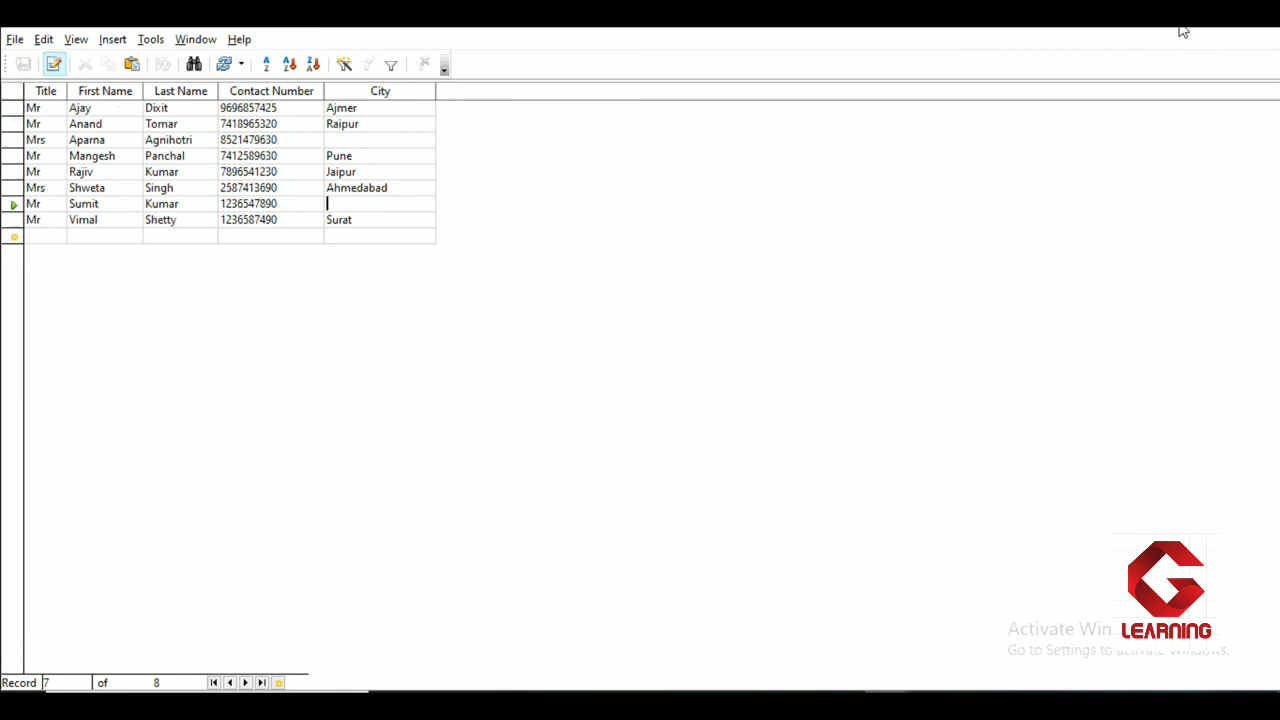 File Edit View Insert Tools Window Help
Title First Name Last Name Contact Number City
Mr Ajay Dixit 9696857425 Ajmer
Mr Anand Tomar 7418965320 Raipur
Mrs Aparna Agnihotri 8521479630
Mr Mangesh Panchal 7412589630 Pune
Mr Rajiv Kumar 7896541230 Jaipur
Mrs Shweta Singh 2587413690 Ahmedabad
Mr Sumit Kumar 1236547890
Mr Vimal Shetty 1236587490 Surat
Activate Win
LEARNING
Go to Settings to activate Windows.
Record 7 of 8